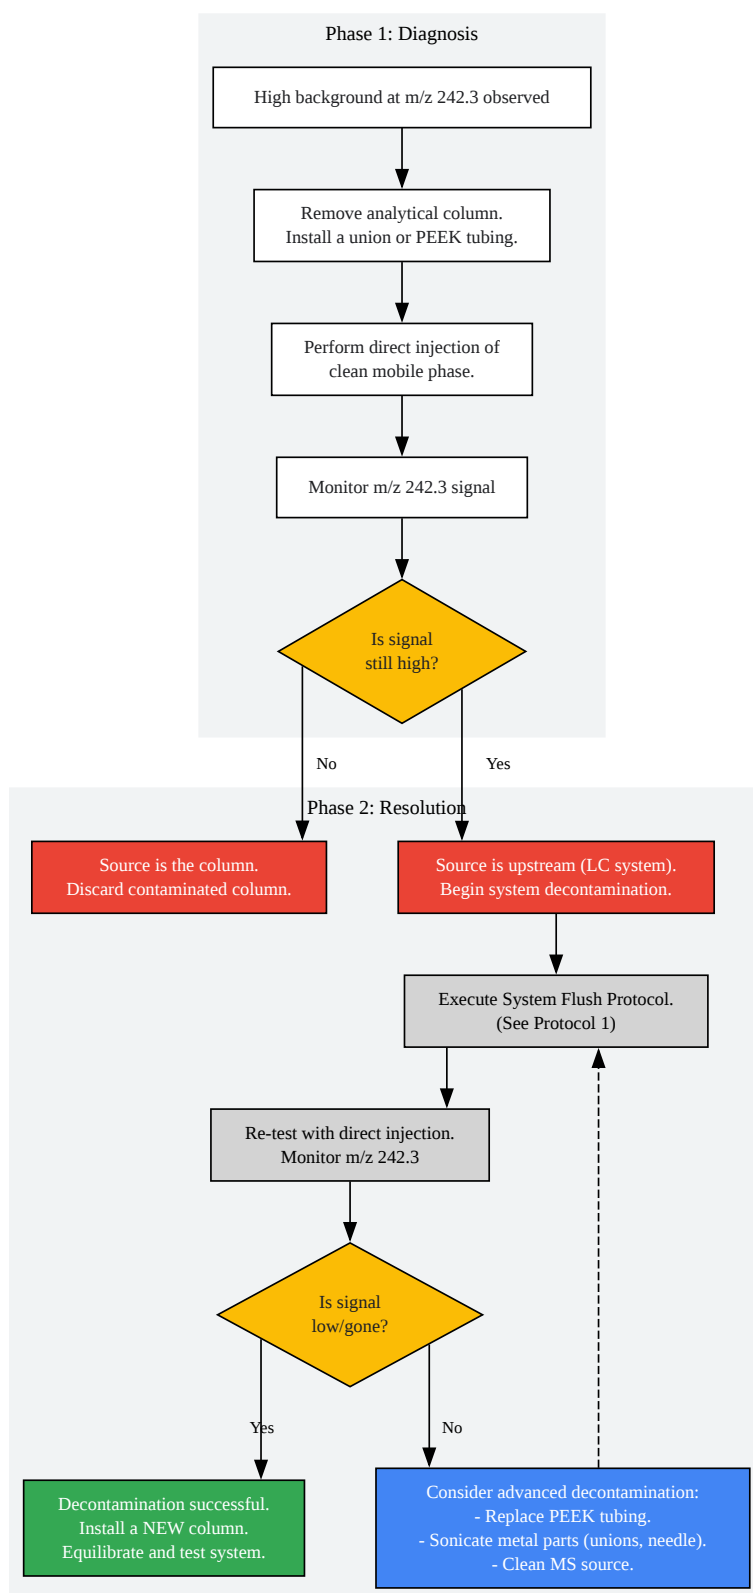 Phase 1: Diagnosis
High background at m/z 242.3 observed
Remove analytical column.
Install a union or PEEK tubing.
Perform direct injection of
clean mobile phase.
Monitor m/z 242.3 signal
Is signal
still high?
No
Yes
Phase 2: Resolution
Source is the column.
Discard contaminated column.
Source is upstream (LC system).
Begin system decontamination.
Execute System Flush Protocol.
(See Protocol 1)
Re-test with direct injection.
Monitor m/z 242.3
Is signal
low/gone?
Yes
No
Decontamination successful.
Install a NEW column.
Equilibrate and test system.
Consider advanced decontamination:
- Replace PEEK tubing.
- Sonicate metal parts (unions, needle).
- Clean MS source.